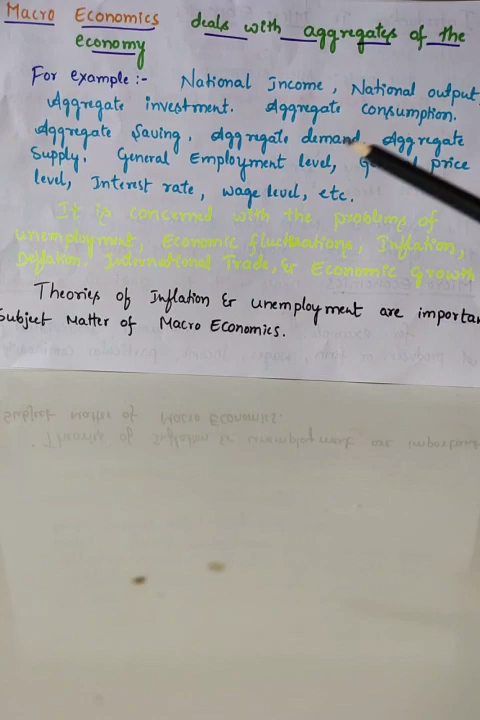 Macro Economics deals with aggregates of the
economy
For example :- National Income, National output,
Aggregate investment. Aggregate Consumption.
Aggregate Saving. Aggregate demand, Aggregate
Supply. General Employment level, price
level, Interest rate, wage level, etc.
It is concerned with the problems of
unemployment, Economic fluctuations, Inflation,
Deflation. International Trade, & Economic Growth
Theories of Inflation & unemployment are
Subject Matter of Macro Economics.